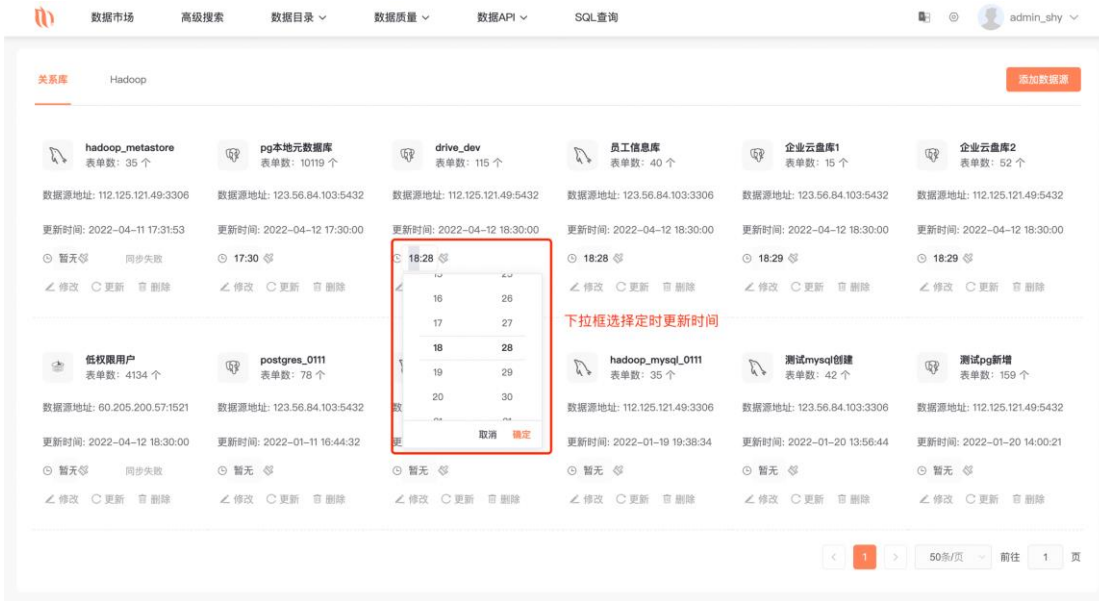 数据市场 高级搜索 数据目录 数据质量 数据API SQL查询 admin_shy
关系库 Hadoop 添加数据源
hadoop_metastore pg本地元数据库 drive_dev 员工信息库 企业云盘库1 企业云盘库2
表单数: 35 个 表单数: 10119 个 表单数: 115 个 表单数: 40 个 表单数: 15 个 表单数: 52 个
数据源地址: 112.125.121.49:3306 数据源地址: 123.56.84.103:5432 数据源地址: 112.125.121.49:5432 数据源地址: 123.56.84.103:3306 数据源地址: 123.56.84.103:5432 数据源地址: 112.125.121.49:5432
更新时间: 2022-04-11 17:31:53 更新时间: 2022-04-12 17:30:00 更新时间: 2022-04-12 18:30:00 更新时间: 2022-04-12 18:30:00 更新时间: 2022-04-12 18:30:00 更新时间: 2022-04-12 18:30:00
暂无 同步失败 17:30 18:28 18:28 18:29 18:29
修改 更新 删除 修改 更新 删除 修改 更新 删除 修改 更新 删除 修改 更新 删除
16 26
17 27
下拉框选择定时更新时间
18 28
19 29
20 30
取消 确定
低权限用户 postgres_0111 hadoop_mysql_0111 测试mysql创建 测试pg新增
表单数: 4134 个 表单数: 78 个 表单数: 35 个 表单数: 42 个 表单数: 159 个
数据源地址: 60.205.200.57:1521 数据源地址: 123.56.84.103:5432 数 数据源地址: 112.125.121.49:3306 数据源地址: 123.56.84.103:3306 数据源地址: 112.125.121.49:5432
更新时间: 2022-04-12 18:30:00 更新时间: 2022-01-11 16:44:32 更 更新时间: 2022-01-19 19:38:34 更新时间: 2022-01-20 13:56:44 更新时间: 2022-01-20 14:00:21
暂无 同步失败 暂无 暂无 暂无 暂无 暂无
修改 更新 删除 修改 更新 删除 修改 更新 删除 修改 更新 删除 修改 更新 删除 修改 更新 删除
1 50条/页 前往 1 页